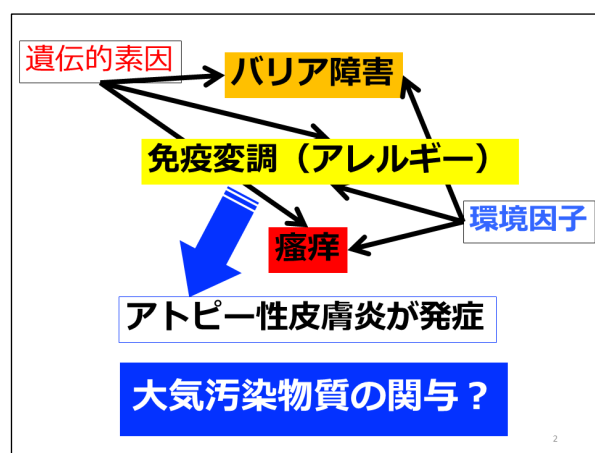 遺伝的素因
バリア障害
免疫変調（アレルギー）
環境因子
瘙痒
アトピー性皮膚炎が発症
大気汚染物質の関与？
2